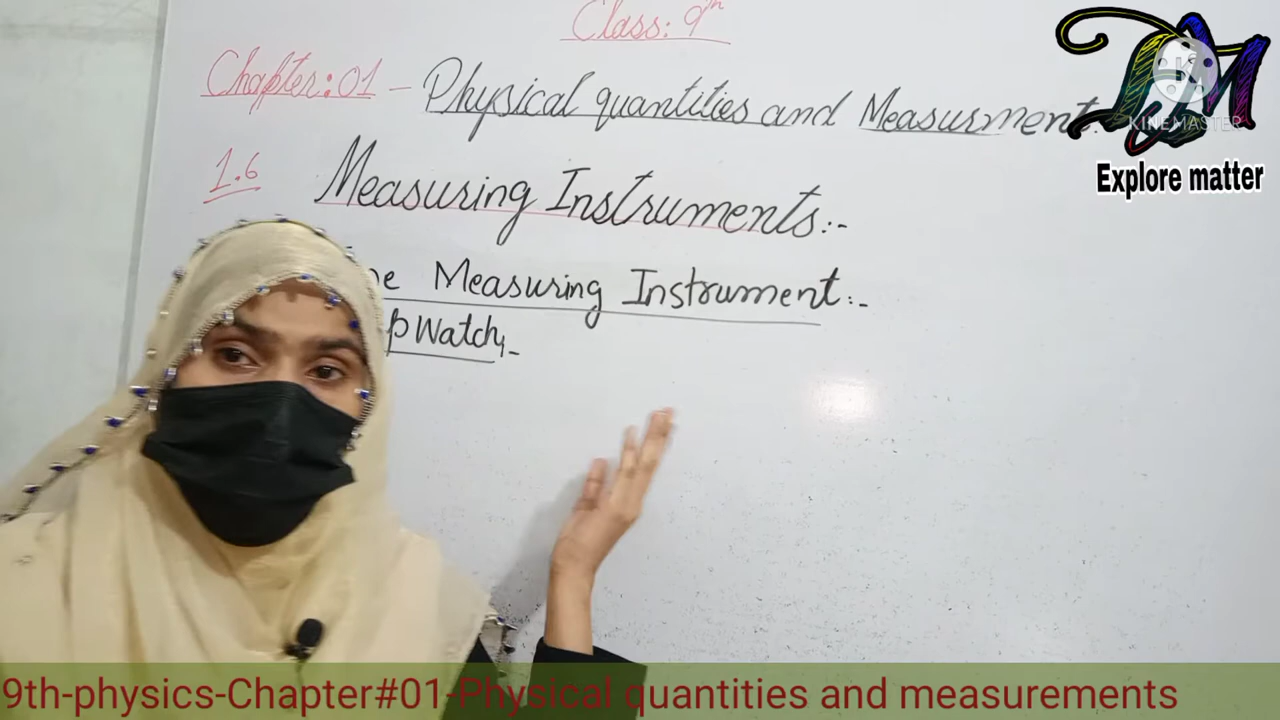 Class: 9th
Chapter: 01 - Physical quantities and Measurment.
1.6 Measuring Instruments:-
e Measuring Instrument:-
p Watch,-
KINEMASTER
Explore matter
9th-physics-Chapter#01-Physical quantities and measurements